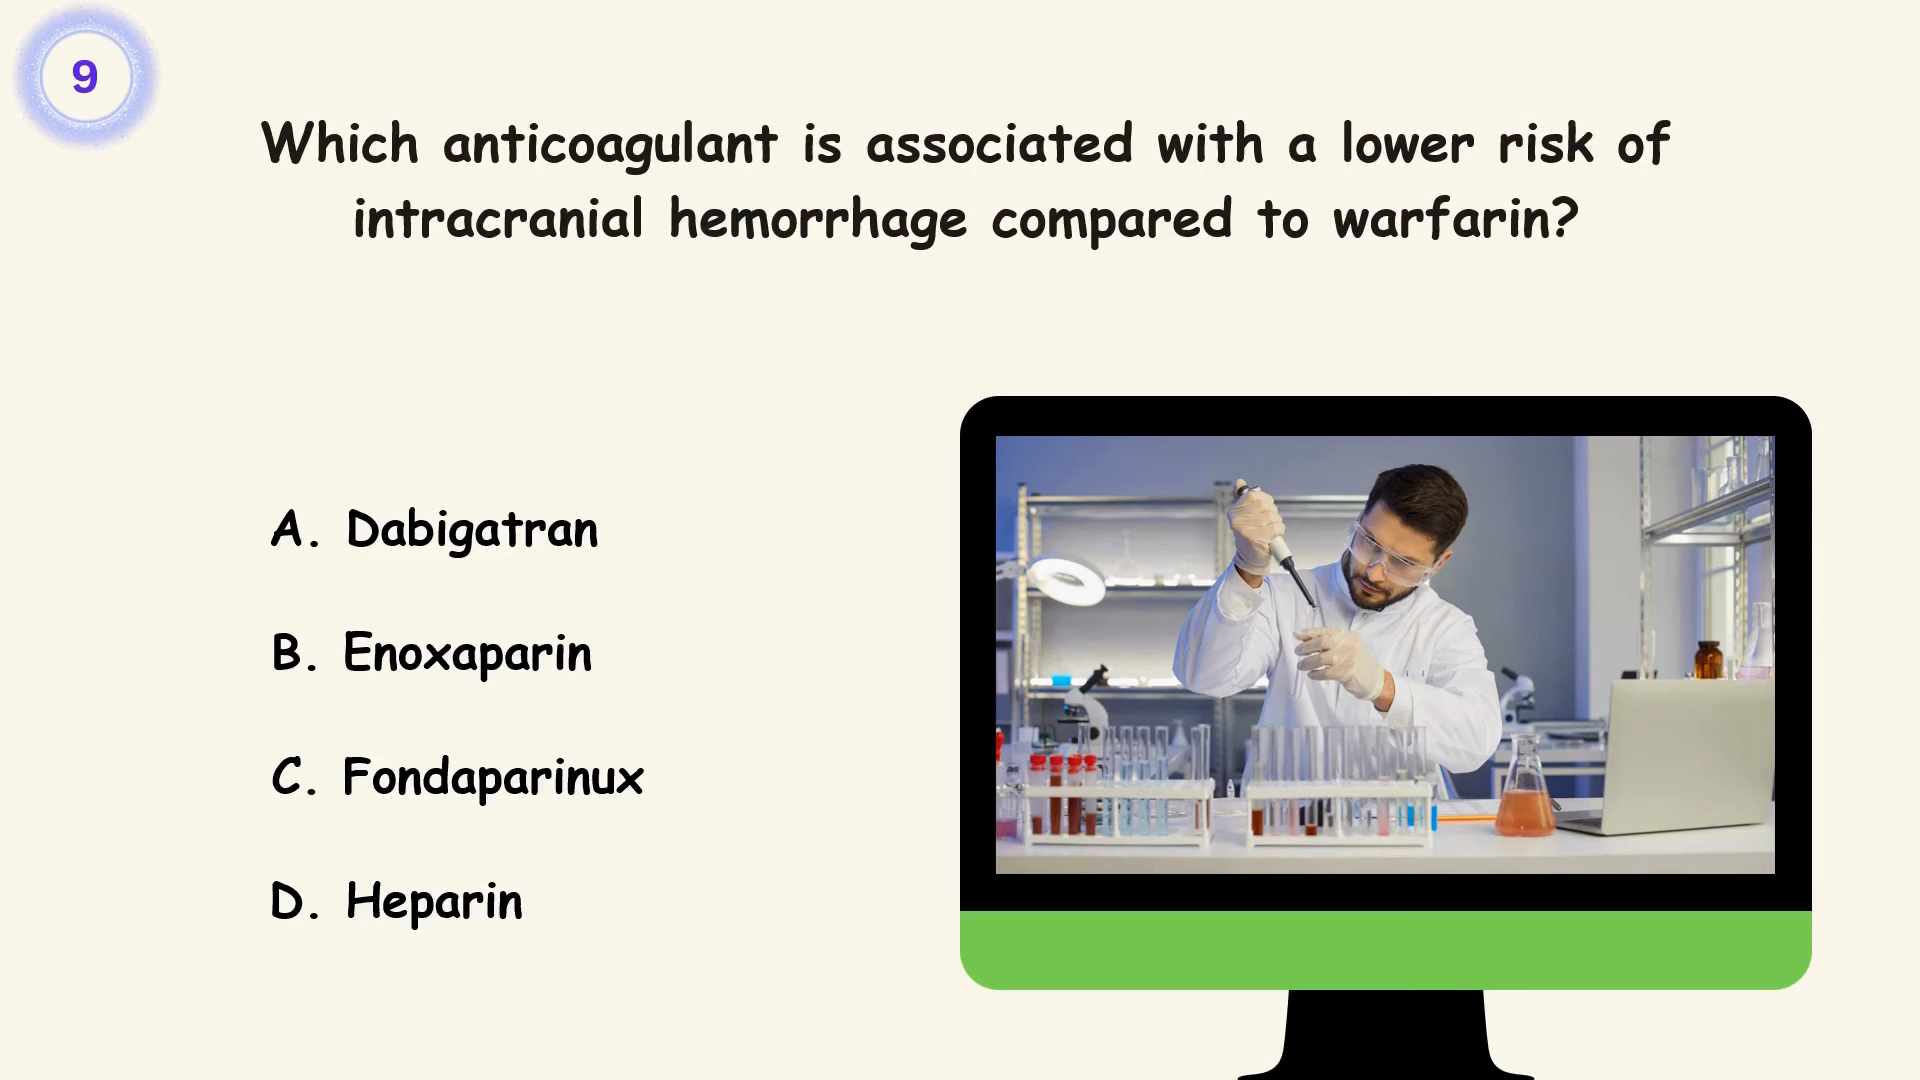 9
Which anticoagulant is associated with a lower risk of
intracranial hemorrhage compared to warfarin?
A. Dabigatran
B. Enoxaparin
C. Fondaparinux
D. Heparin